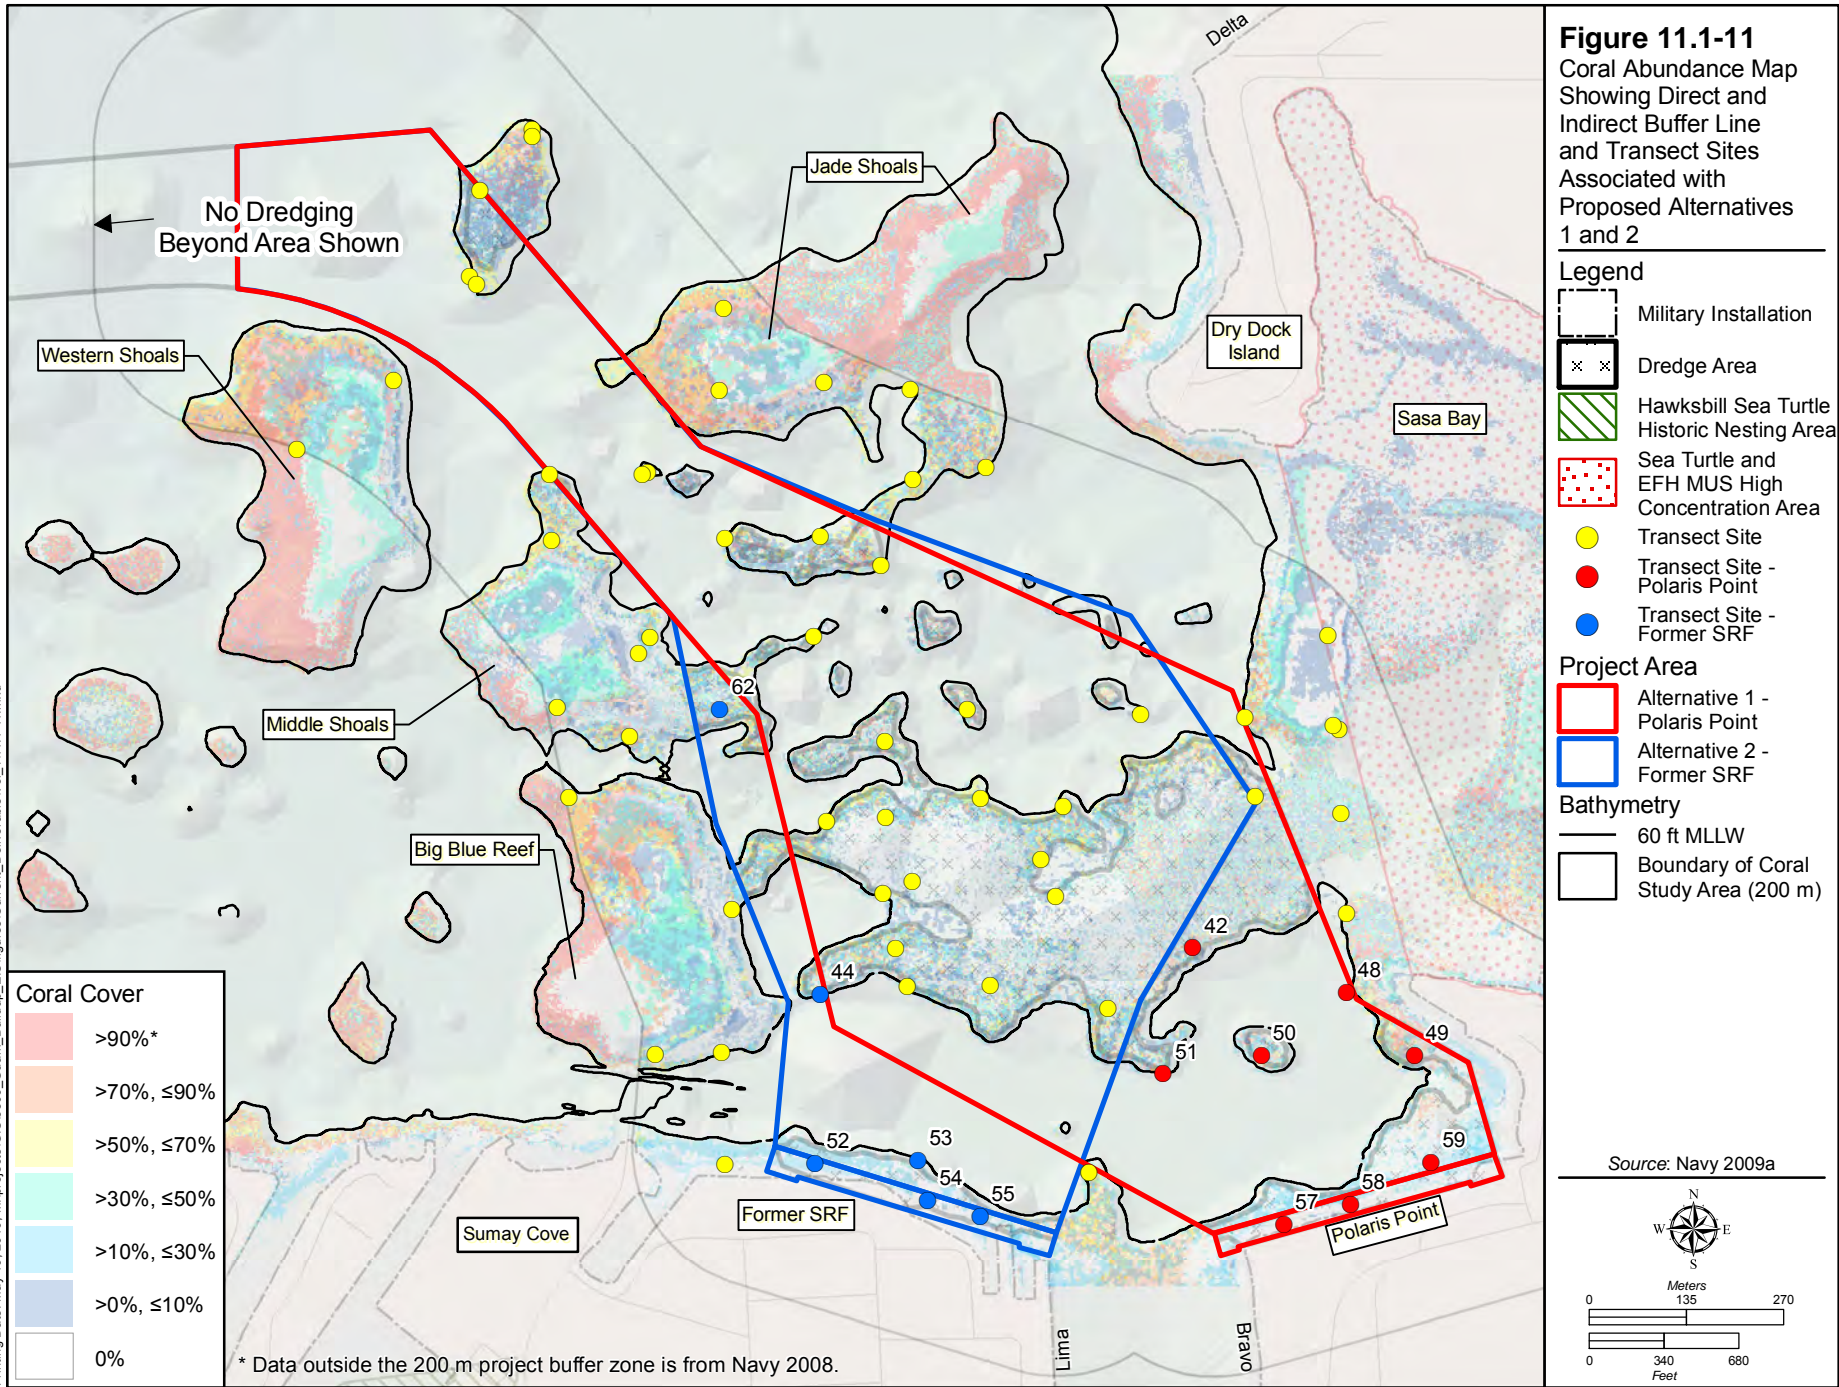 Figure 11.1-11
Coral Abundance Map
Showing Direct and
Indirect Buffer Line
and Transect Sites
Associated with
Proposed Alternatives
1 and 2
Legend
Military Installation
Dredge Area
Hawksbill Sea Turtle
Historic Nesting Area
Sea Turtle and
EFH MUS High
Concentration Area
Transect Site
Transect Site -
Polaris Point
Transect Site -
Former SRF
Project Area
Alternative 1 -
Polaris Point
Alternative 2 -
Former SRF
Bathymetry
60 ft MLLW
Boundary of Coral
Study Area (200 m)
Source: Navy 2009a
N
W
E
S
Meters
0 135 270
0 340 680
Feet
Delta
No Dredging
Beyond Area Shown
Jade Shoals
Dry Dock
Island
Western Shoals
Sasa Bay
62
Middle Shoals
Big Blue Reef
42
44
48
50
49
51
52
53
59
54
58
55
57
Former SRF
Polaris Point
Sumay Cove
Lima
Bravo
Coral Cover
>90%*
>70%, ≤90%
>50%, ≤70%
>30%, ≤50%
>10%, ≤30%
>0%, ≤10%
0%
* Data outside the 200 m project buffer zone is from Navy 2008.